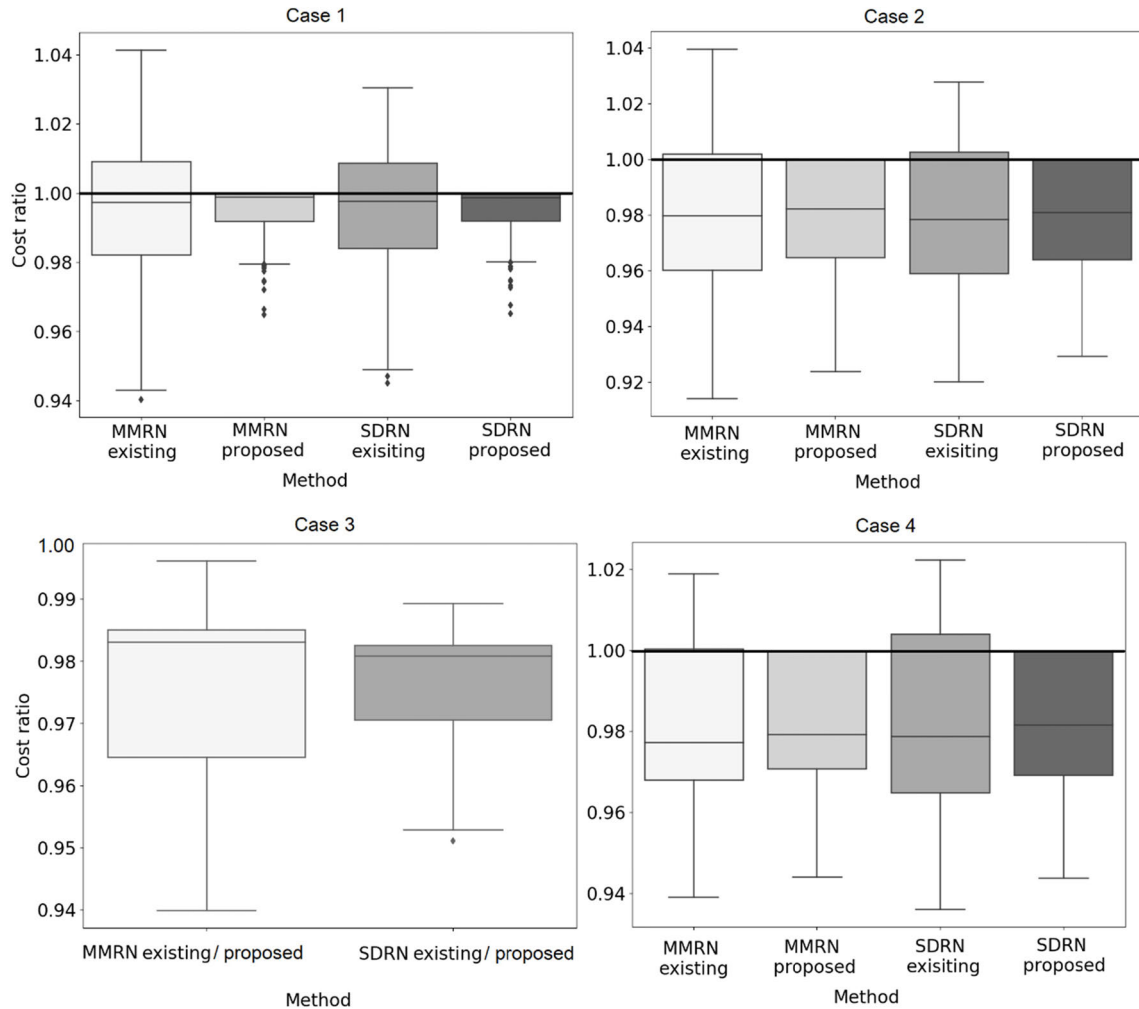 Case 1
Cost ratio
1.04
1.02
1.00
0.98
0.96
0.94
MMRN existing
MMRN proposed
SDRN exisiting
SDRN proposed
Method
Case 2
1.04
1.02
1.00
0.98
0.96
0.94
0.92
MMRN existing
MMRN proposed
SDRN exisiting
SDRN proposed
Method
Case 3
Cost ratio
1.00
0.99
0.98
0.97
0.96
0.95
0.94
MMRN existing/ proposed
SDRN existing/ proposed
Method
Case 4
1.02
1.00
0.98
0.96
0.94
MMRN existing
MMRN proposed
SDRN exisiting
SDRN proposed
Method